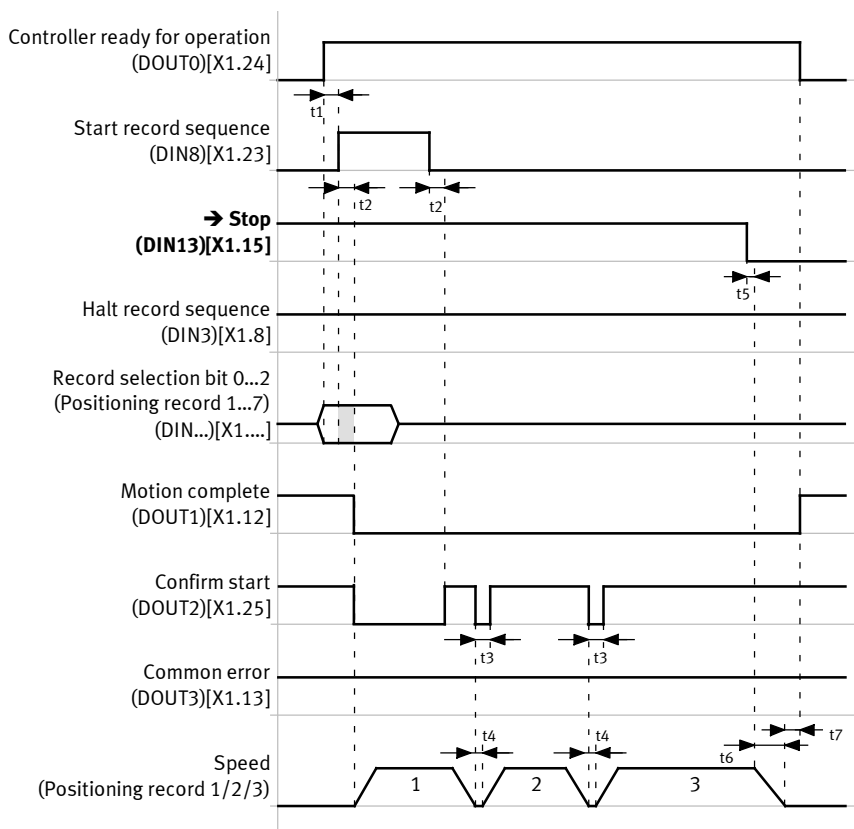 Controller ready for operation
(DOUT0)[X1.24]
t1
Start record sequence
(DIN8)[X1.23]
t2
t2
➔ Stop
(DIN13)[X1.15]
t5
Halt record sequence
(DIN3)[X1.8]
Record selection bit 0...2
(Positioning record 1...7)
(DIN...)[X1....]
Motion complete
(DOUT1)[X1.12]
Confirm start
(DOUT2)[X1.25]
t3
t3
Common error
(DOUT3)[X1.13]
t4
t4
t6
t7
Speed
(Positioning record 1/2/3)
1
2
3